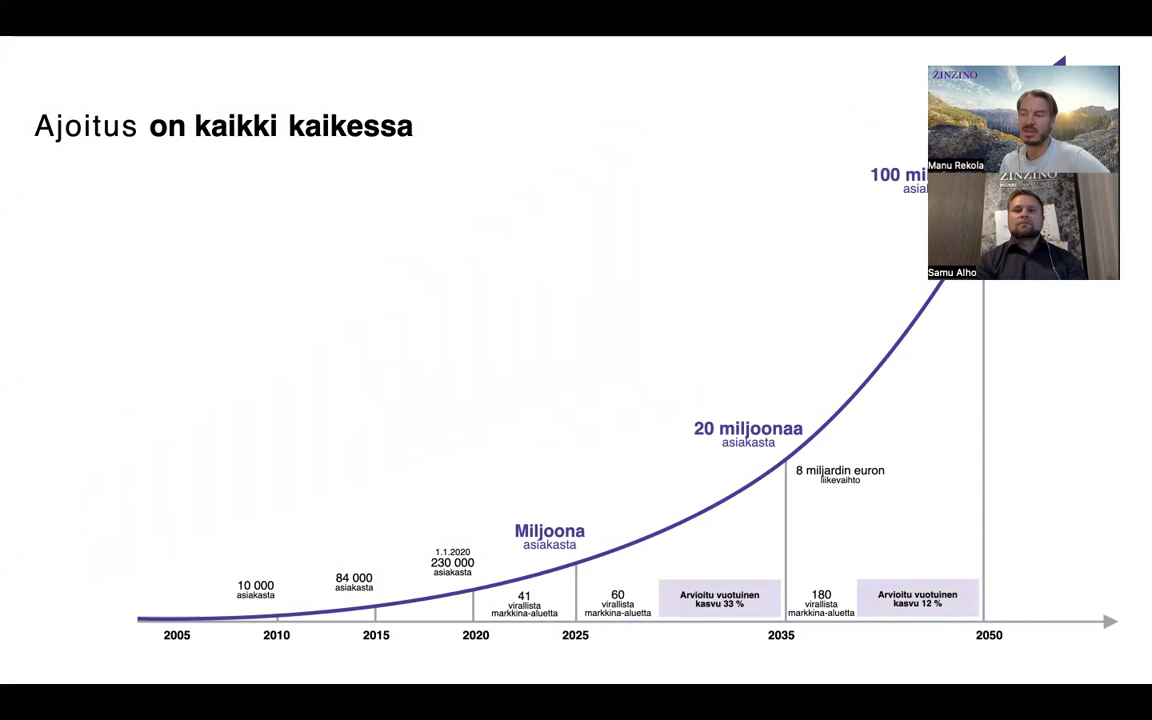 Ajoitus on kaikki kaikessa
ZINZINO
Manu Rekola
ZINZINO
Samu Alho
100
20 miljoonaa
asiakasta
8 miljardin euron
liikevaihto
Miljoona
asiakasta
1.1.2020
230 000
asiakasta
84 000
asiakasta
10 000
asiakasta
41
virallista
markkina-aluetta
60
virallista
markkina-aluetta
Arvioitu vuotuinen
kasvu 33 %
180
virallista
markkina-aluetta
Arvioitu vuotuinen
kasvu 12 %
2005 2010 2015 2020 2025 2035 2050